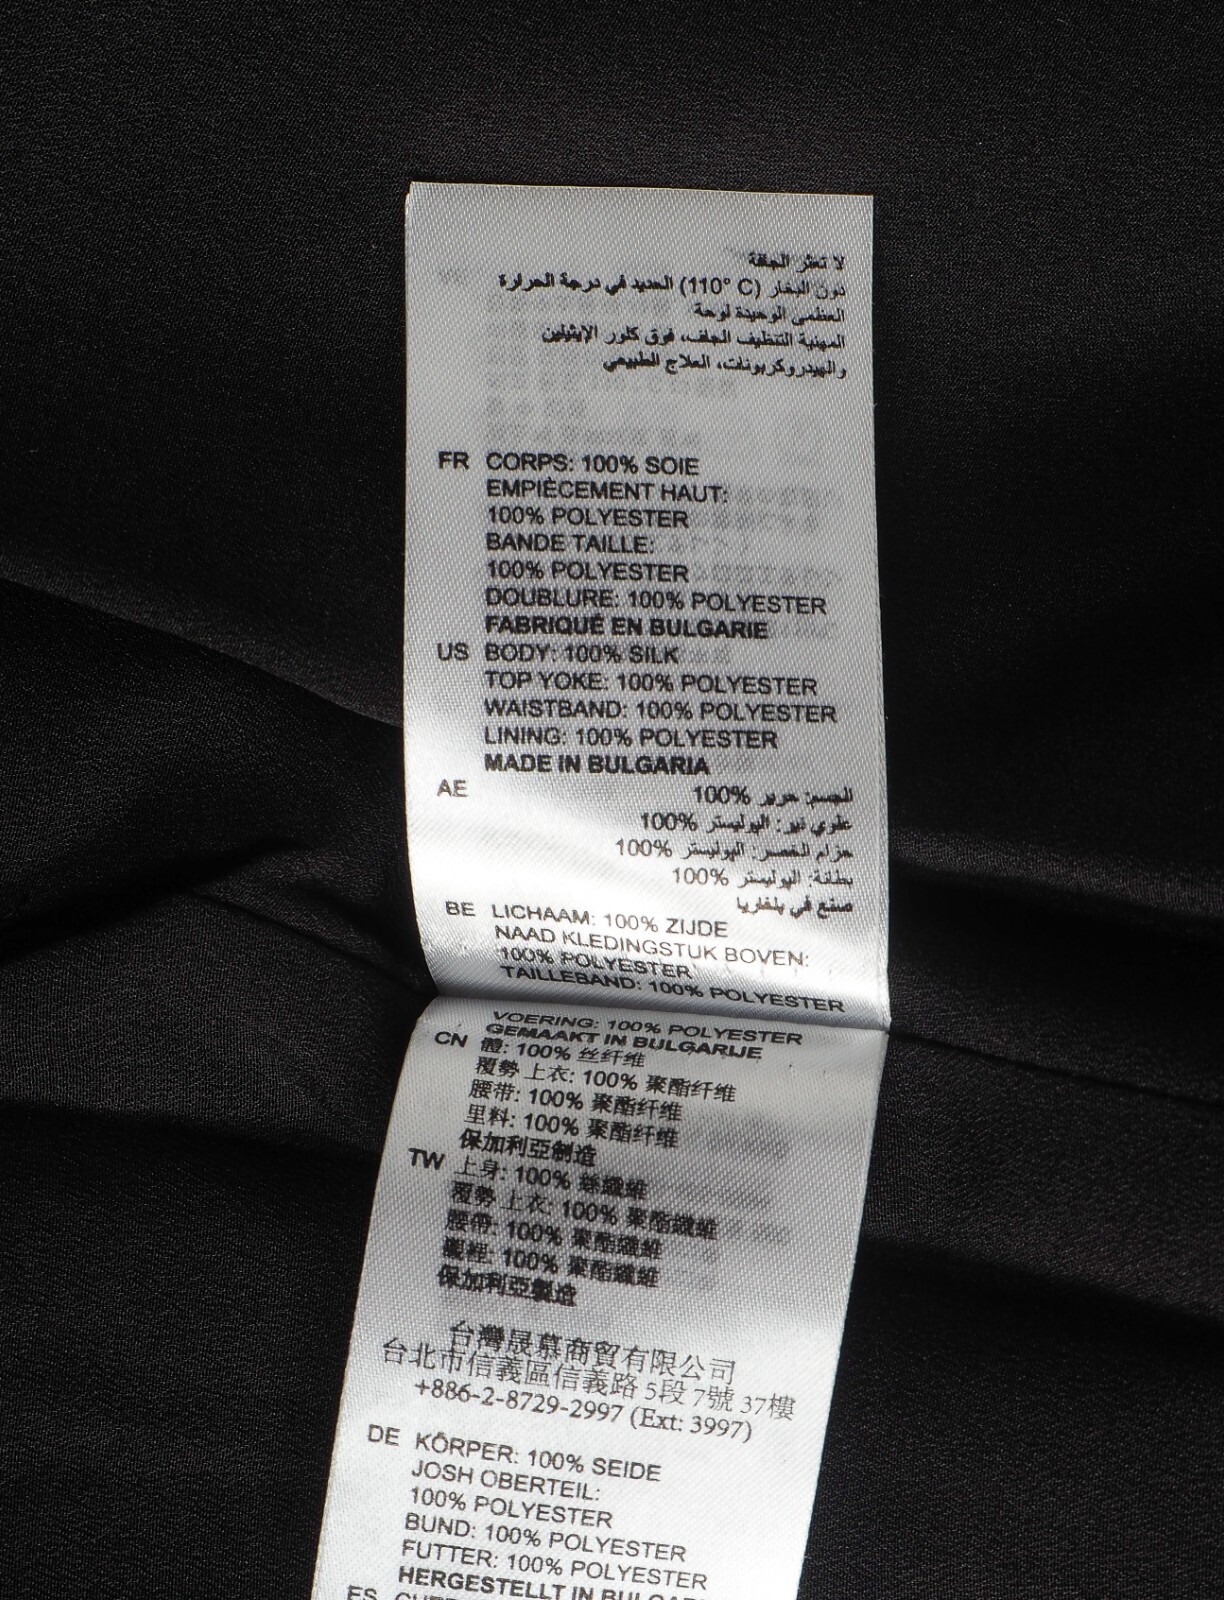 لا تعثر الجافة
دون البخار (110° C) الحديد في درجة الحرارة
العظمى الوحيدة لوحة
المهنية التنظيف الجاف، فوق كلور الإيثيلين
والهيدروكربونات، العلاج الطبيعي
FR CORPS: 100% SOIE
EMPIÈCEMENT HAUT:
100% POLYESTER
BANDE TAILLE:
100% POLYESTER
DOUBLURE: 100% POLYESTER
FABRIQUÉ EN BULGARIE
US BODY: 100% SILK
TOP YOKE: 100% POLYESTER
WAISTBAND: 100% POLYESTER
LINING: 100% POLYESTER
MADE IN BULGARIA
AE الجسم: حرير 100%
علوي نير: البوليستر 100%
حزام الخصر: البوليستر 100%
بطانة: البوليستر 100%
صنع في بلغاريا
BE LICHAAM: 100% ZIJDE
NAAD KLEDINGSTUK BOVEN:
100% POLYESTER
TAILLEBAND: 100% POLYESTER
VOERING: 100% POLYESTER
GEMAAKT IN BULGARIJE
CN 體: 100% 丝纤维
覆勢 上衣: 100% 聚酯纤维
腰带: 100% 聚酯纤维
里料: 100% 聚酯纤维
保加利亞制造
TW 上身: 100% 絲纖維
覆勢 上衣: 100% 聚酯纖維
腰帶: 100% 聚酯纖維
襯裡: 100% 聚酯纖維
保加利亞製造
台灣晟慕商貿有限公司
台北市信義區信義路 5段 7號 37樓
+886-2-8729-2997 (Ext: 3997)
DE KÖRPER: 100% SEIDE
JOSH OBERTEIL:
100% POLYESTER
BUND: 100% POLYESTER
FUTTER: 100% POLYESTER
HERGESTELLT IN
ES